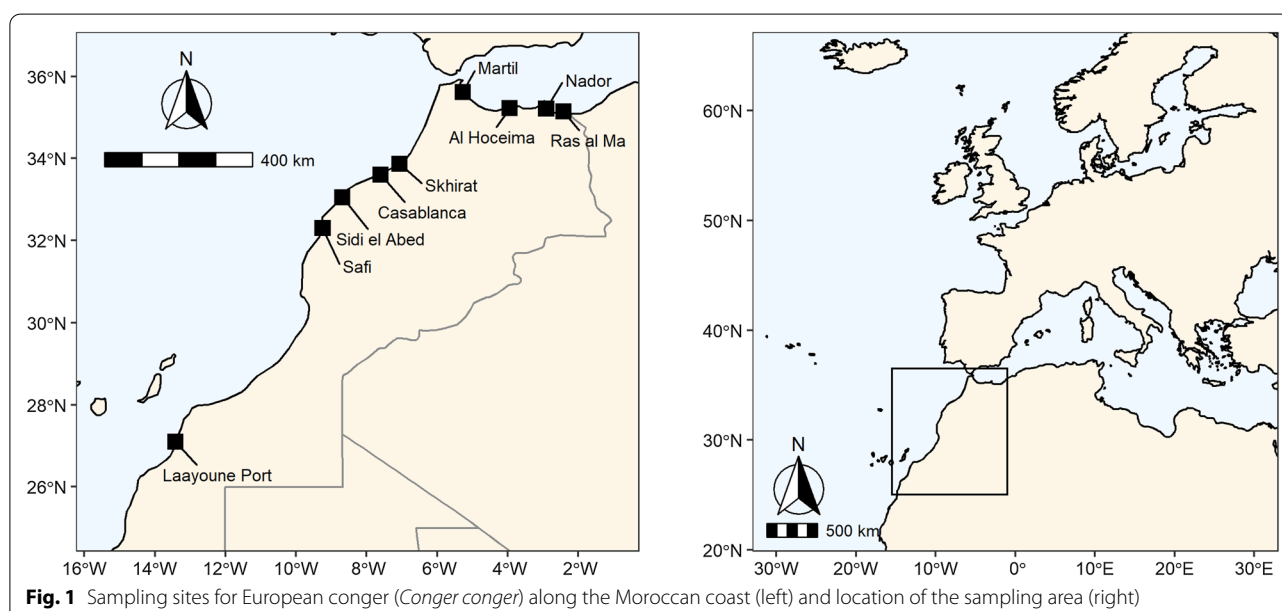 N
400 km
Martil
Nador
Al Hoceima
Ras al Ma
Skhirat
Casablanca
Sidi el Abed
Safi
Laayoune Port
36°N
34°N
32°N
30°N
28°N
26°N
16°W 14°W 12°W 10°W 8°W 6°W 4°W 2°W
60°N
50°N
40°N
30°N
20°N
N
500 km
30°W 20°W 10°W 0° 10°E 20°E 30°E
Fig. 1 Sampling sites for European conger (Conger conger) along the Moroccan coast (left) and location of the sampling area (right)